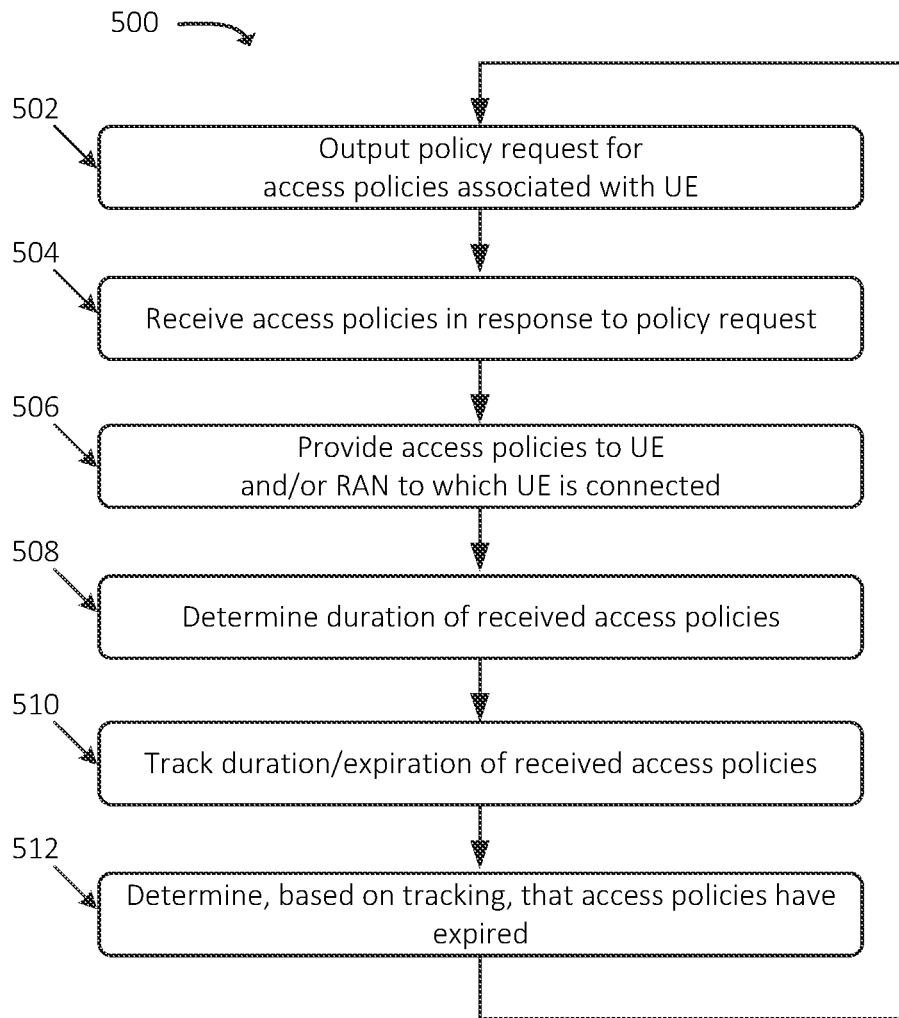 500
502
Output policy request for
access policies associated with UE
504
Receive access policies in response to policy request
506
Provide access policies to UE
and/or RAN to which UE is connected
508
Determine duration of received access policies
510
Track duration/expiration of received access policies
512
Determine, based on tracking, that access policies have
expired